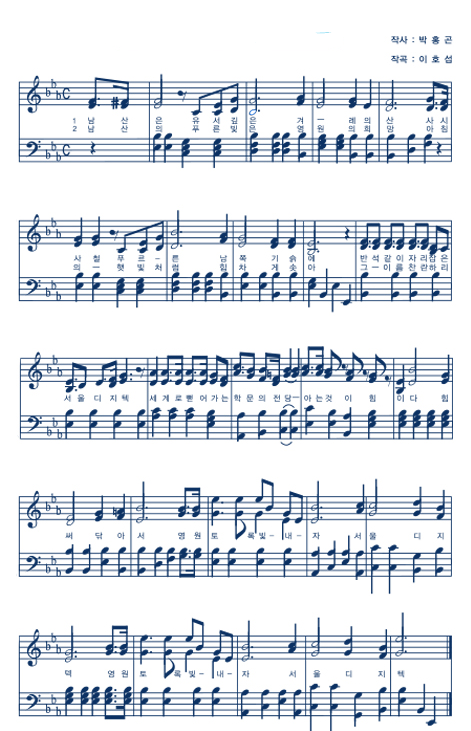 작사 : 박 홍 곤
작곡 : 이 호 섭
1 남 산 은 유 서 깊 은 겨 ー 레 의 산 사 시
2 남 산 의 푸 른 빛 은 영 원 의 희 망 아 침
사 철 푸 르 – 른 남 쪽 기 슭 에 반 석 같 이 자 리 잡 은
의 ー 햇 빛 처 럼 힘 차 게 솟 아 그 ー 이 름 찬 란 하 리
서 울 디 지 텍 세 계 로 뻗 어 가 는 학 문 의 전 당 ー 아 는 것 이 힘 이 다 힘
써 닦 아 서 영 원 토 록 빛 – 내 – 자 서 울 디 지
텍 영 원 토 록 빛 – 내 – 자 서 울 디 지 텍